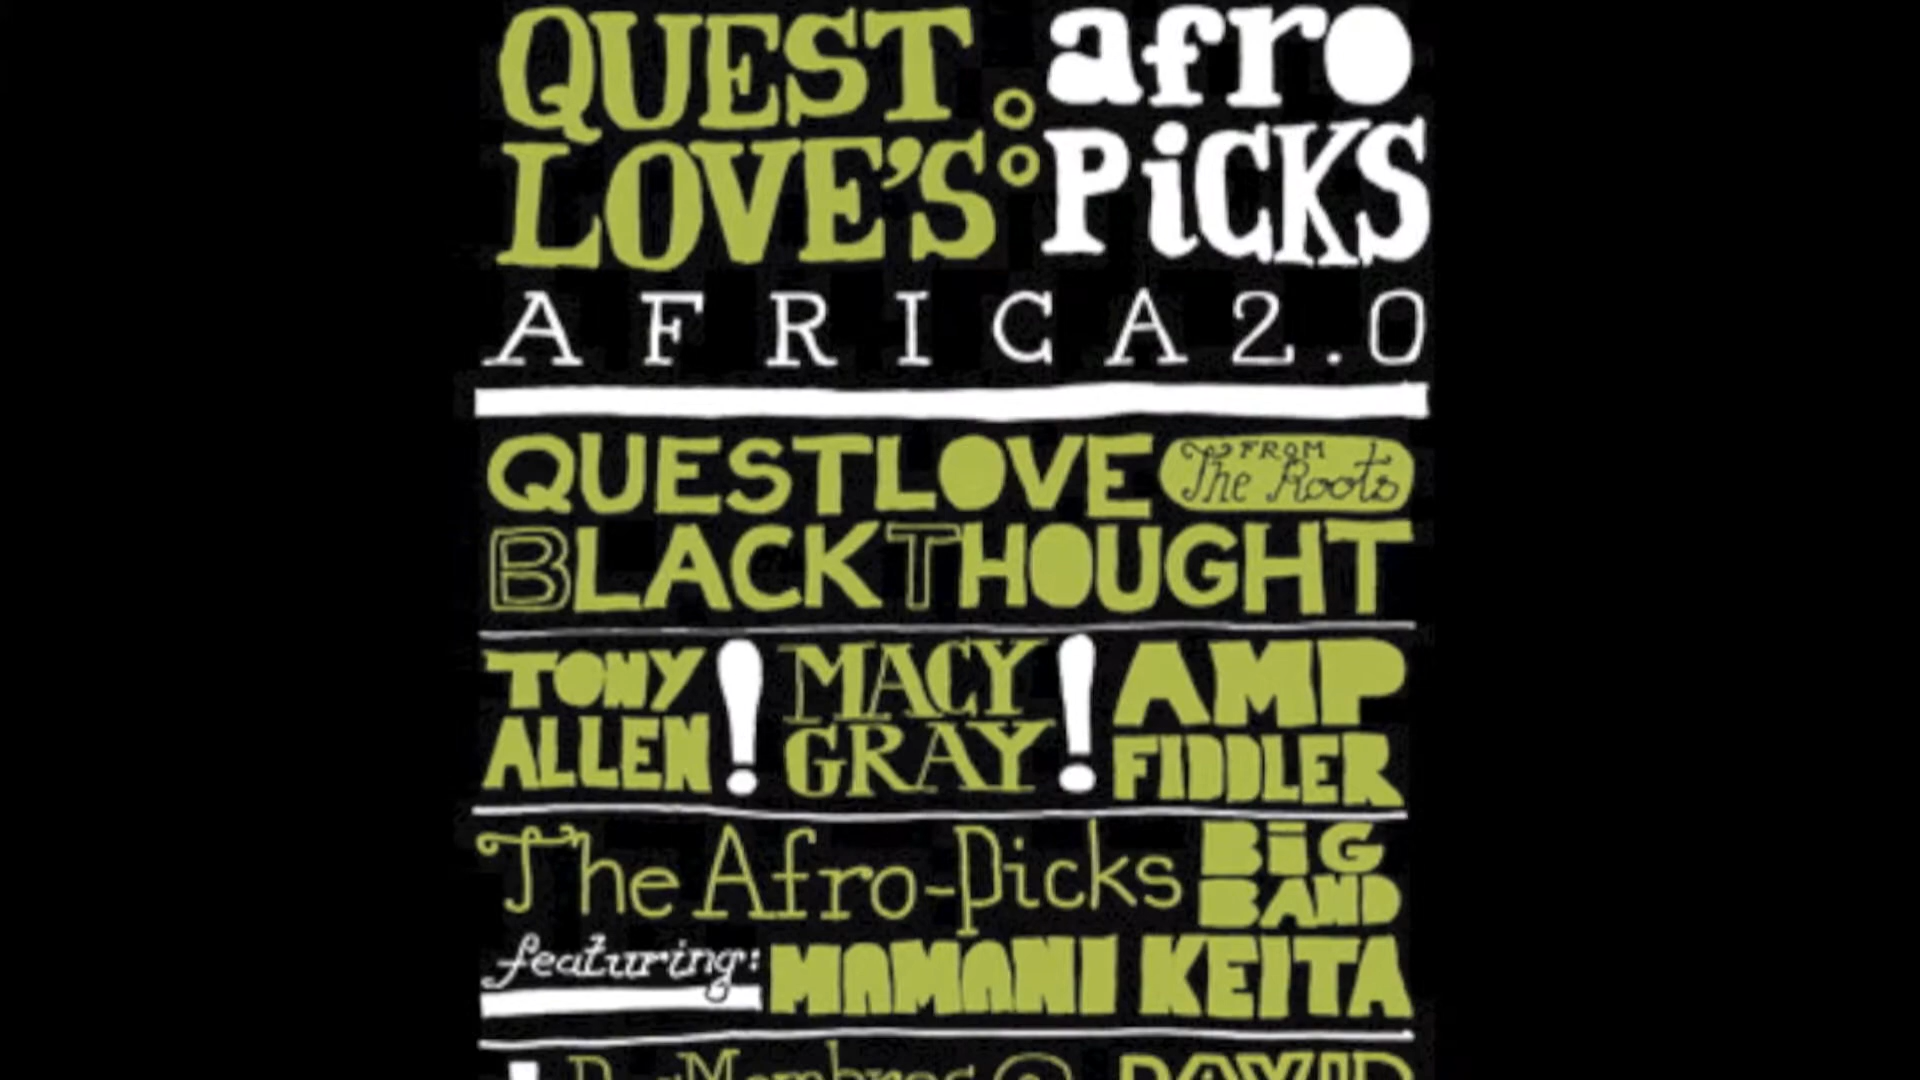 QUEST LOVE'S: afro PiCKS
AFRICA2.0
QUESTLOVE FROM The Roots
BLACKTHOUGHT
TONY ALLEN! MACY GRAY! AMP FIDDLER
The Afro-Picks BiG BAND
featuring: MAMANI KEITA
DAVID